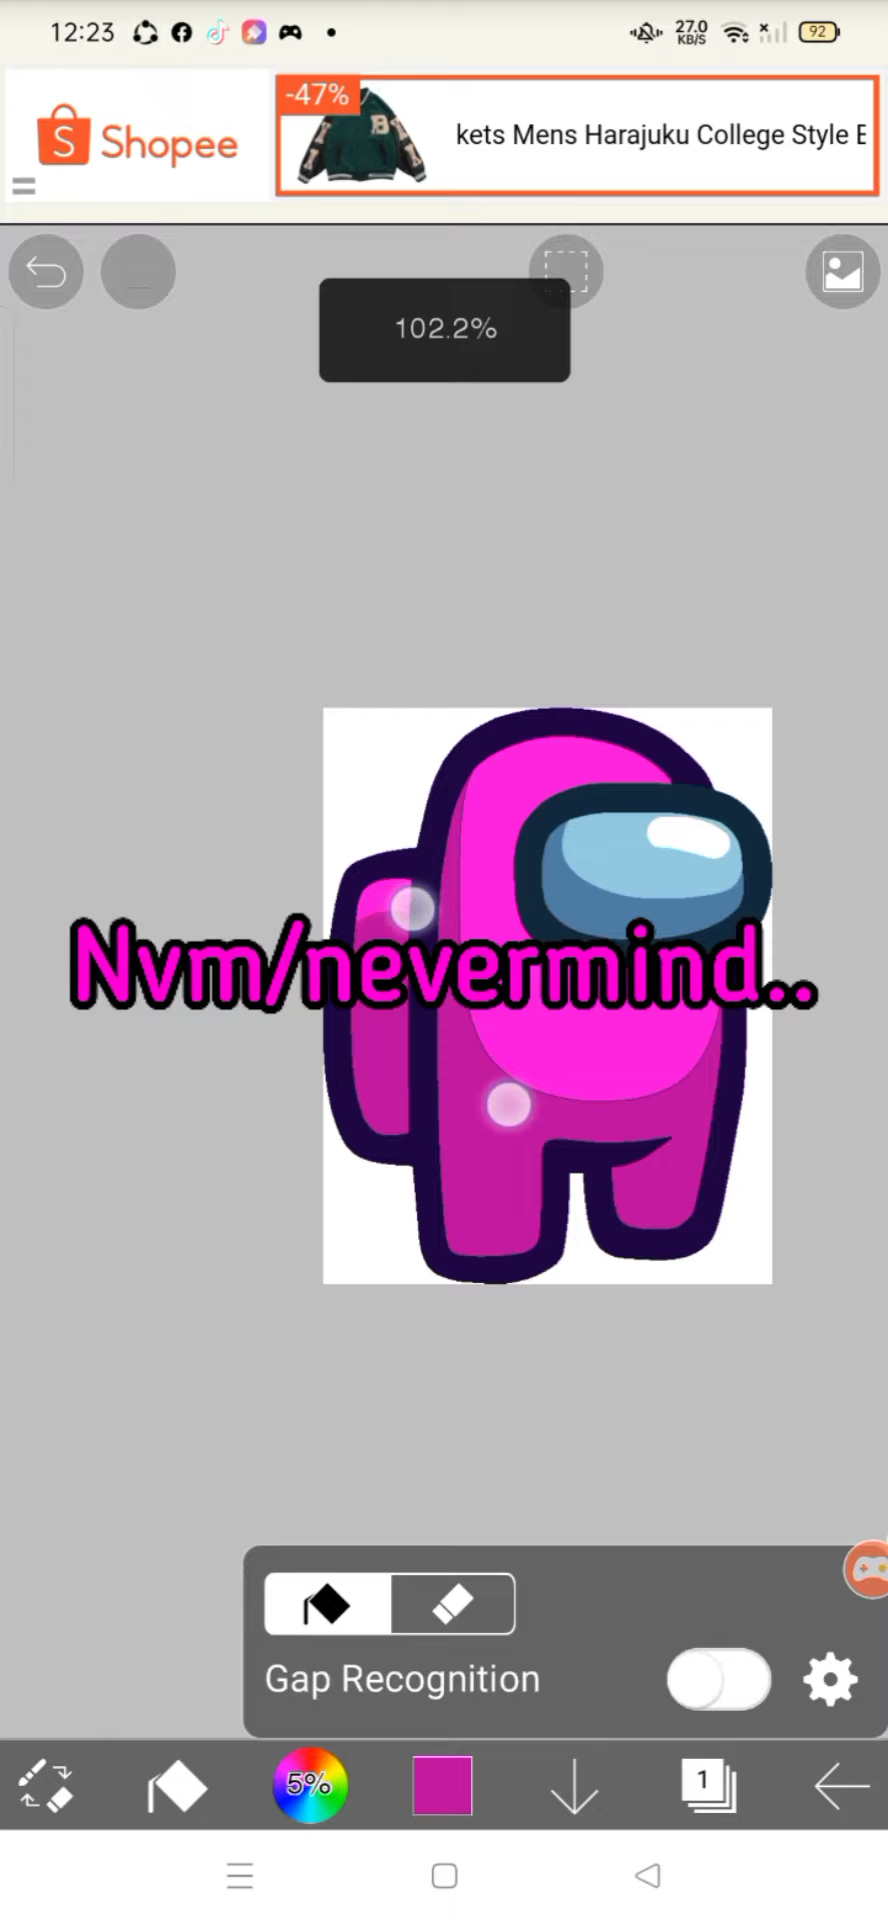 12:23
27.0
KB/S
92
-47%
Shopee
kets Mens Harajuku College Style E
102.2%
Nvm/nevermind..
Gap Recognition
5%
1